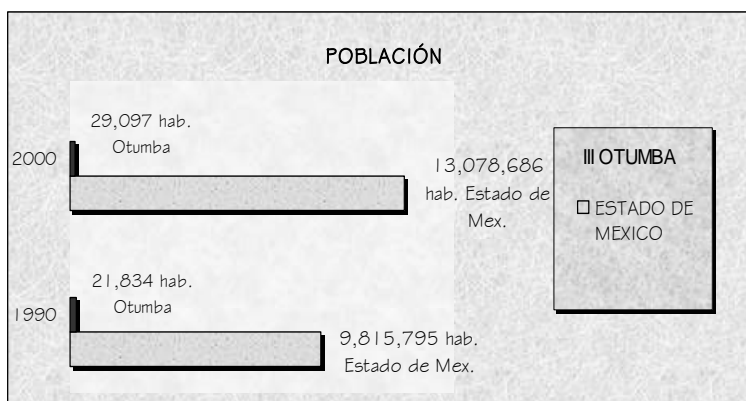 POBLACIÓN
29,097 hab.
Otumba
2000
13,078,686
hab. Estado de
Mex.
21,834 hab.
Otumba
1990
9,815,795 hab.
Estado de Mex.
III OTUMBA
ESTADO DE
MEXICO